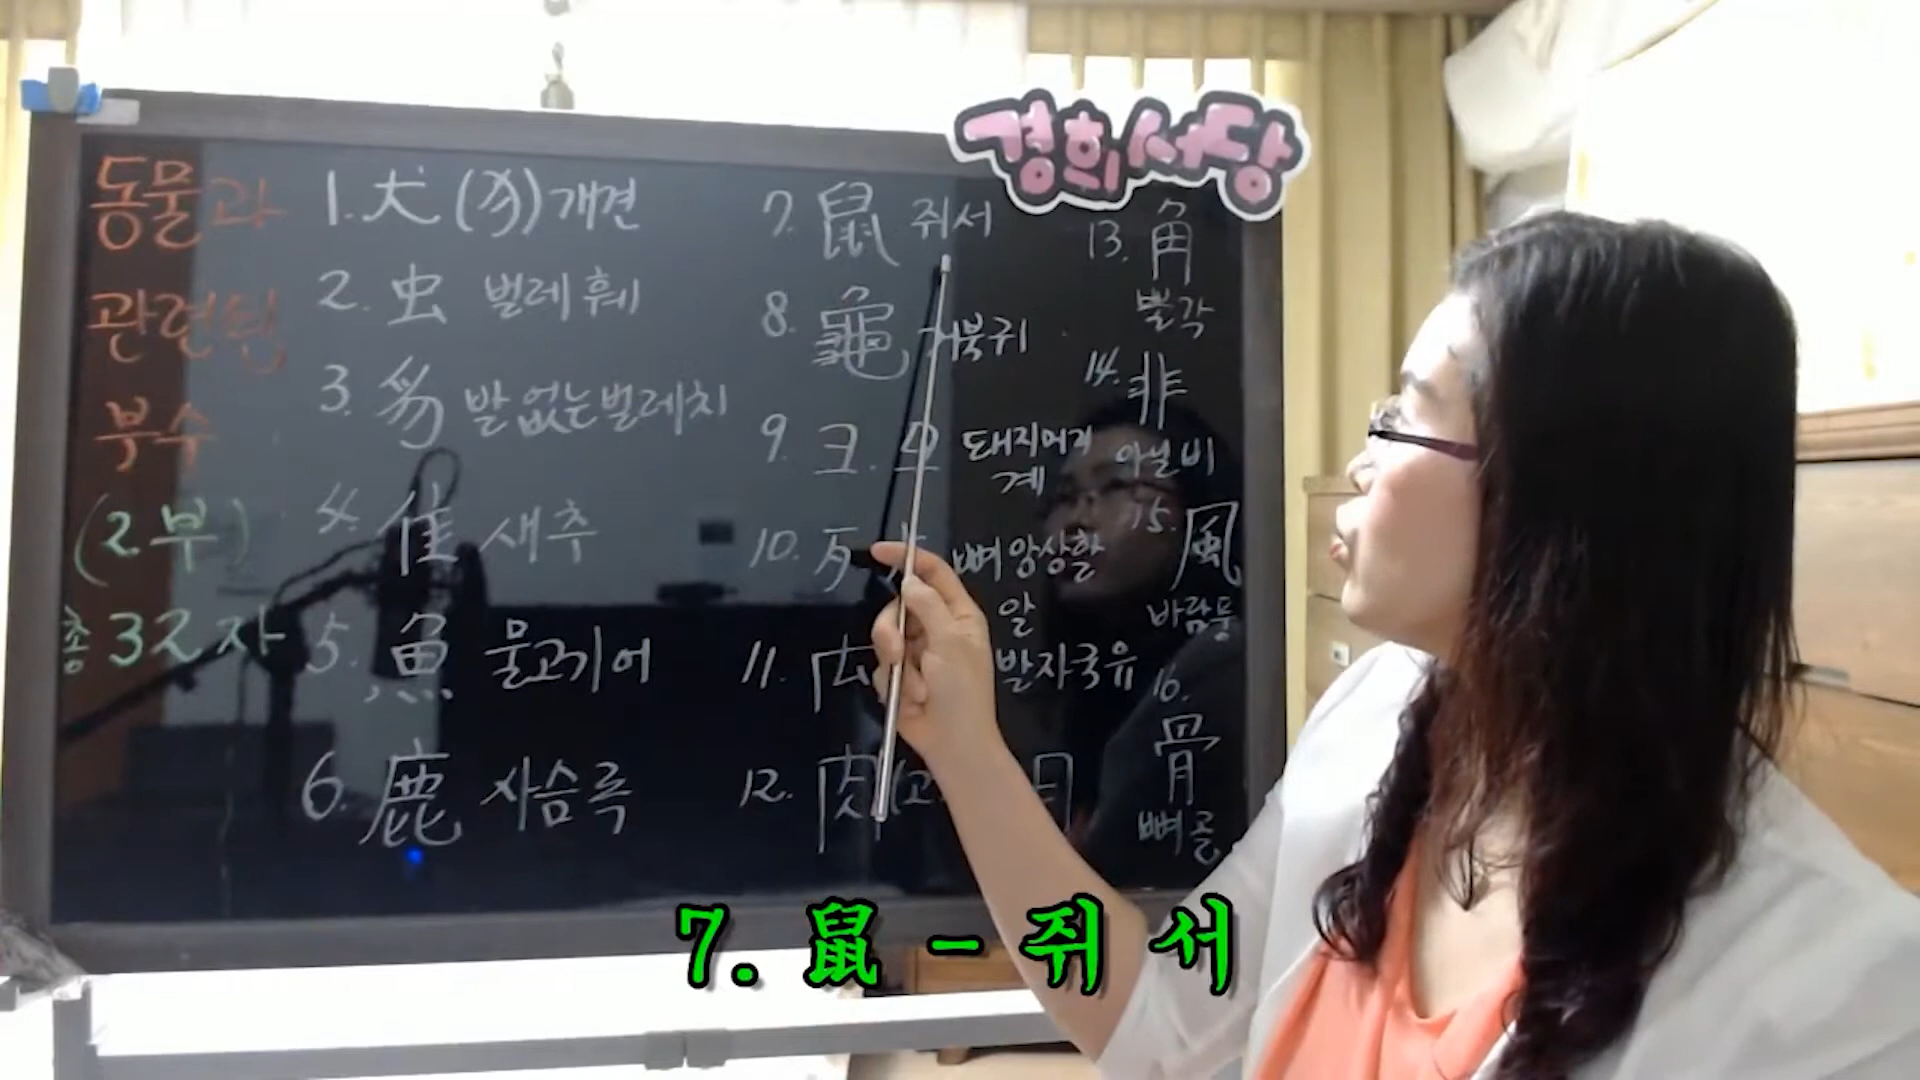 경희서당
동물과
관련된
부수
(2부)
총32자
1. 犬 (犭) 개견
2. 虫 벌레훼
3. 豸 발없는벌레치
4. 隹 새추
5. 魚 물고기어
6. 鹿 사슴록
7. 鼠 쥐서
8. 龜 거북귀
9. 彐. 彑 돼지머리
계
10. 歹 뼈앙상할
알
11. 禸 발자국유
12. 肉
13. 角
뿔각
14. 非
아닐비
15. 風
바람풍
16.
骨
뼈골
7. 鼠 - 쥐 서